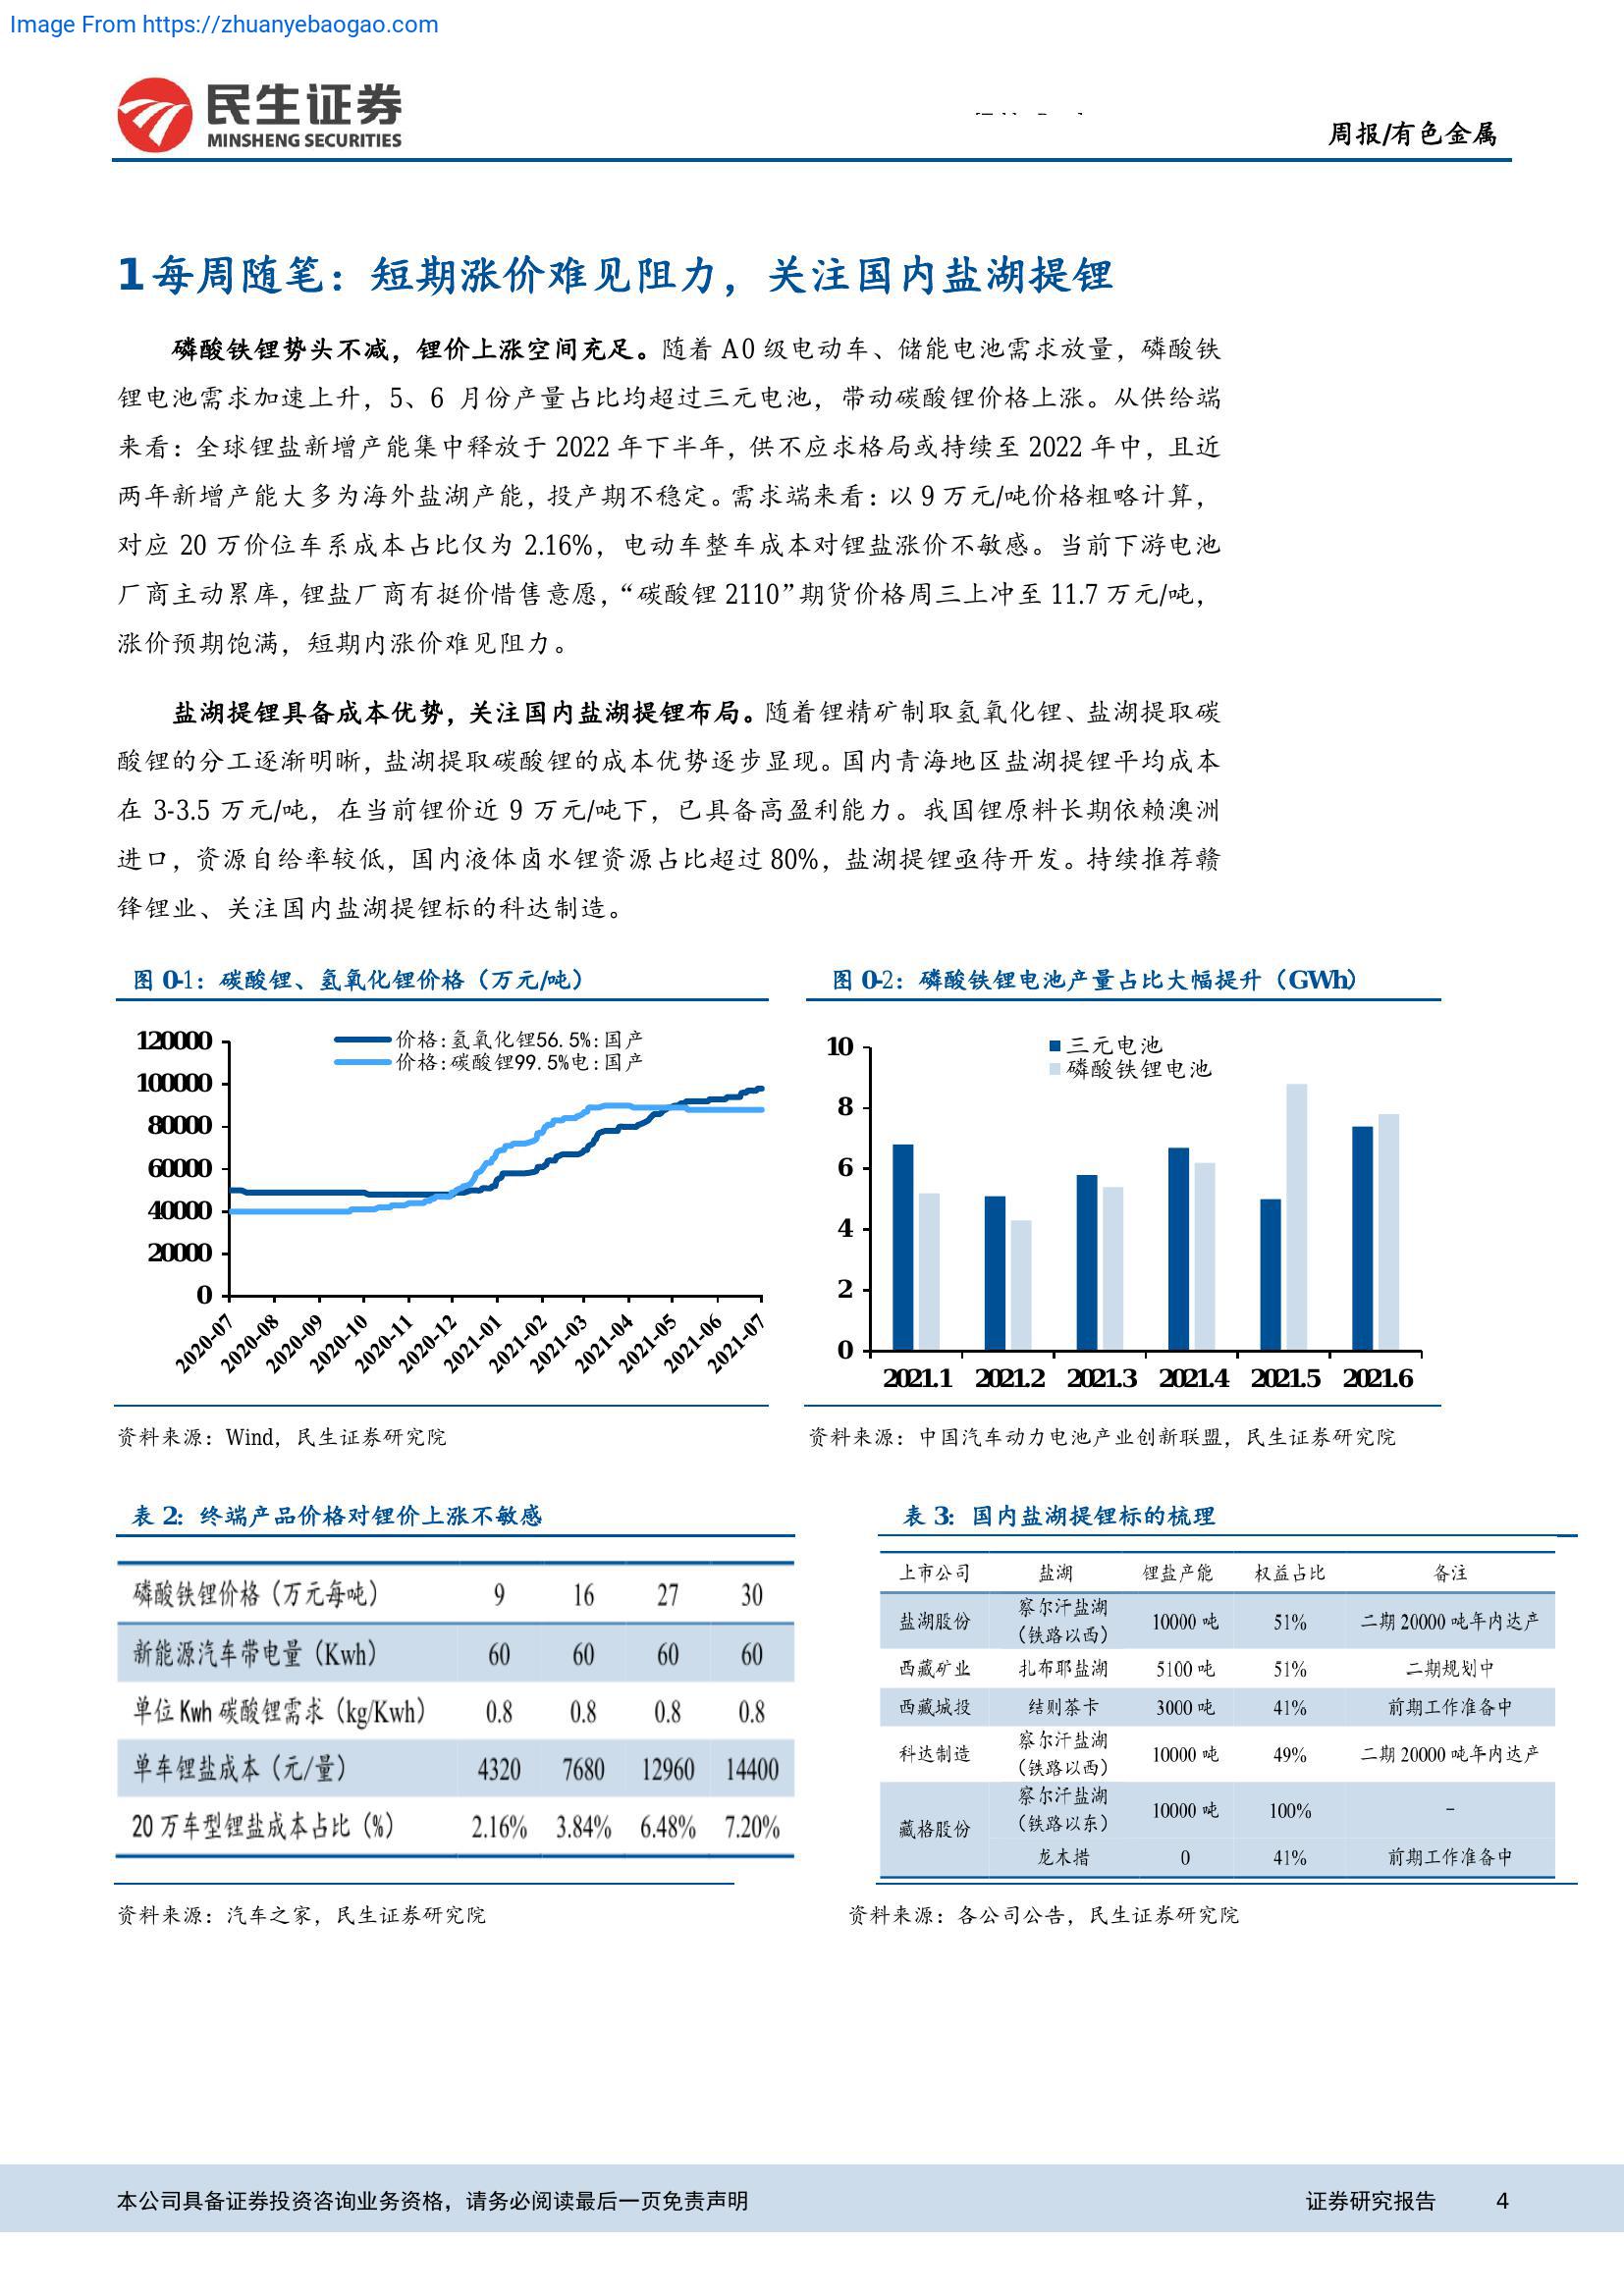 Image From https://zhuanyebaogao.com
民生证券
MINSHENG SECURITIES
周报/有色金属
1 每周随笔：短期涨价难见阻力，关注国内盐湖提锂
磷酸铁锂势头不减，锂价上涨空间充足。随着 A0 级电动车、储能电池需求放量，磷酸铁
锂电池需求加速上升，5、6 月份产量占比均超过三元电池，带动碳酸锂价格上涨。从供给端
来看：全球锂盐新增产能集中释放于 2022 年下半年，供不应求格局或持续至 2022 年中，且近
两年新增产能大多为海外盐湖产能，投产期不稳定。需求端来看：以 9 万元/吨价格粗略计算，
对应 20 万价位车系成本占比仅为 2.16%，电动车整车成本对锂盐涨价不敏感。当前下游电池
厂商主动累库，锂盐厂商有挺价惜售意愿，“碳酸锂 2110”期货价格周三上冲至 11.7 万元/吨，
涨价预期饱满，短期内涨价难见阻力。
盐湖提锂具备成本优势，关注国内盐湖提锂布局。随着锂精矿制取氢氧化锂、盐湖提取碳
酸锂的分工逐渐明晰，盐湖提取碳酸锂的成本优势逐步显现。国内青海地区盐湖提锂平均成本
在 3-3.5 万元/吨，在当前锂价近 9 万元/吨下，已具备高盈利能力。我国锂原料长期依赖澳洲
进口，资源自给率较低，国内液体卤水锂资源占比超过 80%，盐湖提锂亟待开发。持续推荐赣
锋锂业、关注国内盐湖提锂标的科达制造。
图 0-1：碳酸锂、氢氧化锂价格（万元/吨）
价格:氢氧化锂56.5%:国产
价格:碳酸锂99.5%电:国产
120000
100000
80000
60000
40000
20000
0
2020-07 2020-08 2020-09 2020-10 2020-11 2020-12 2021-01 2021-02 2021-03 2021-04 2021-05 2021-06 2021-07
资料来源：Wind，民生证券研究院
图 0-2：磷酸铁锂电池产量占比大幅提升（GWh）
三元电池
磷酸铁锂电池
10
8
6
4
2
0
2021.1 2021.2 2021.3 2021.4 2021.5 2021.6
资料来源：中国汽车动力电池产业创新联盟，民生证券研究院
表 2：终端产品价格对锂价上涨不敏感
磷酸铁锂价格（万元每吨） 9 16 27 30
新能源汽车带电量（Kwh） 60 60 60 60
单位 Kwh 碳酸锂需求（kg/Kwh） 0.8 0.8 0.8 0.8
单车锂盐成本（元/量） 4320 7680 12960 14400
20 万车型锂盐成本占比（%） 2.16% 3.84% 6.48% 7.20%
资料来源：汽车之家，民生证券研究院
表 3：国内盐湖提锂标的梳理
上市公司 盐湖 锂盐产能 权益占比 备注
盐湖股份 察尔汗盐湖（铁路以西） 10000 吨 51% 二期 20000 吨年内达产
西藏矿业 扎布耶盐湖 5100 吨 51% 二期规划中
西藏城投 结则茶卡 3000 吨 41% 前期工作准备中
科达制造 察尔汗盐湖（铁路以西） 10000 吨 49% 二期 20000 吨年内达产
藏格股份 察尔汗盐湖（铁路以东） 10000 吨 100% -
龙木措 0 41% 前期工作准备中
资料来源：各公司公告，民生证券研究院
本公司具备证券投资咨询业务资格，请务必阅读最后一页免责声明
证券研究报告 4